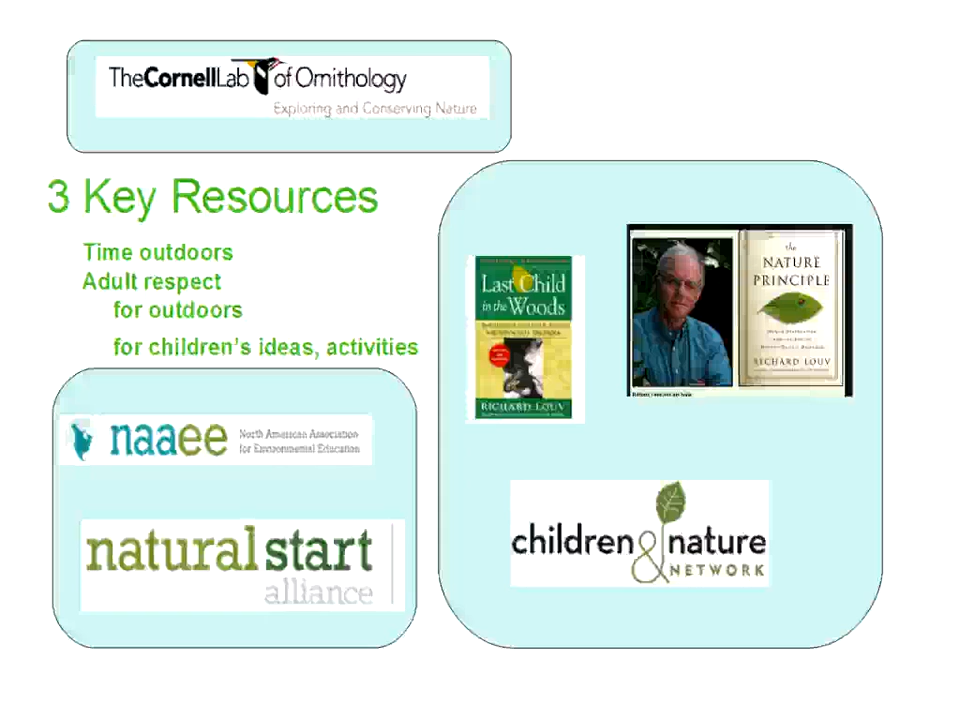 TheCornellLab of Ornithology
Exploring and Conserving Nature
3 Key Resources
Time outdoors
Adult respect
for outdoors
for children's ideas, activities
Last Child
in the
Woods
RICHARD LOUV
the
NATURE
PRINCIPLE
RICHARD LOUV
naaee
North American Association
for Environmental Education
natural start
alliance
children & nature
NETWORK